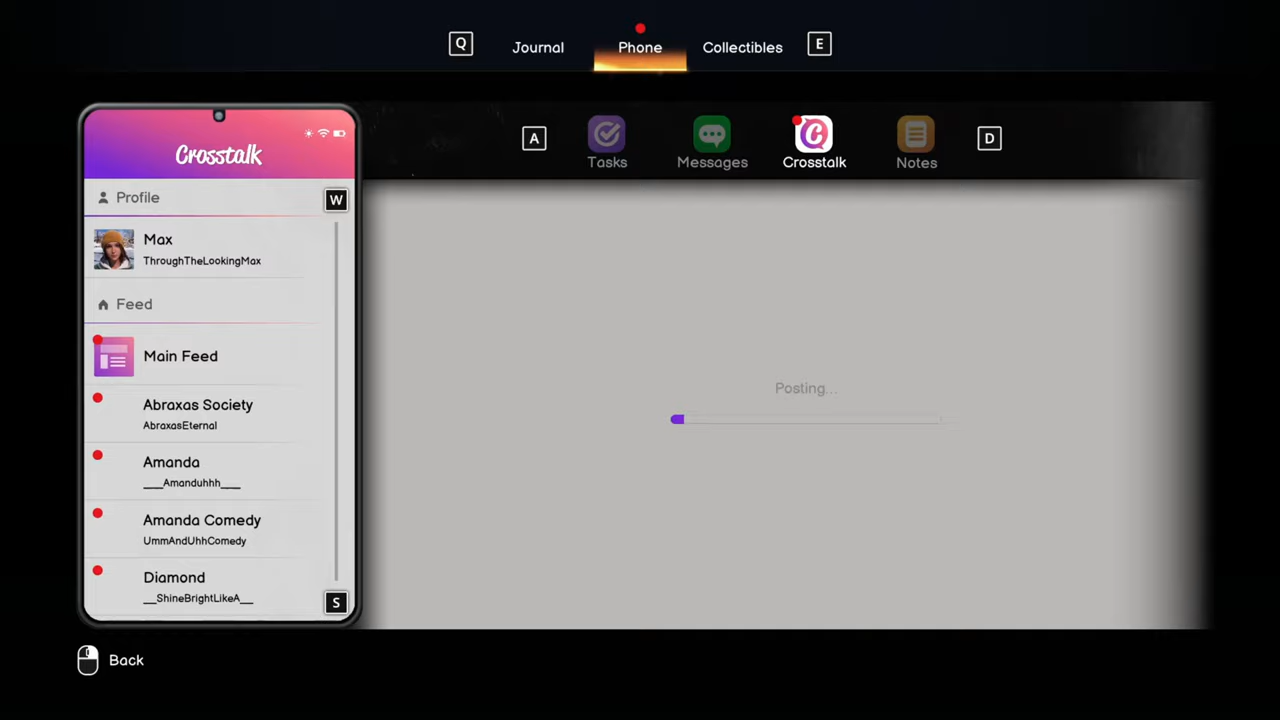 Q
Journal
Phone
Collectibles
E
Crosstalk
A
Tasks
Messages
Crosstalk
Notes
D
Profile
W
Max
ThroughTheLookingMax
Feed
Main Feed
Abraxas Society
AbraxasEternal
Amanda
___Amanduhhh___
Amanda Comedy
UmmAndUhhComedy
Diamond
__ShineBrightLikeA__
S
Posting...
Back